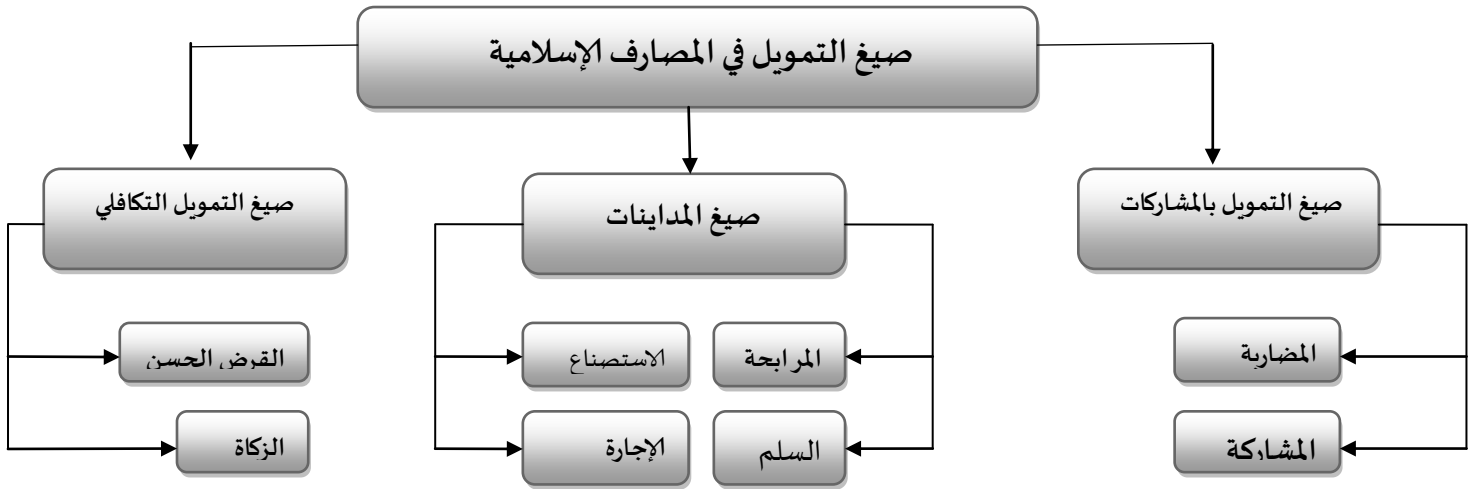 صيغ التمويل في المصارف الإسلامية
صيغ التمويل بالمشاركات
صيغ المداينات
صيغ التمويل التكافلي
المضاربة
المشاركة
المرابحة
السلم
الاستصناع
الإجارة
القرض الحسن
الزكاة